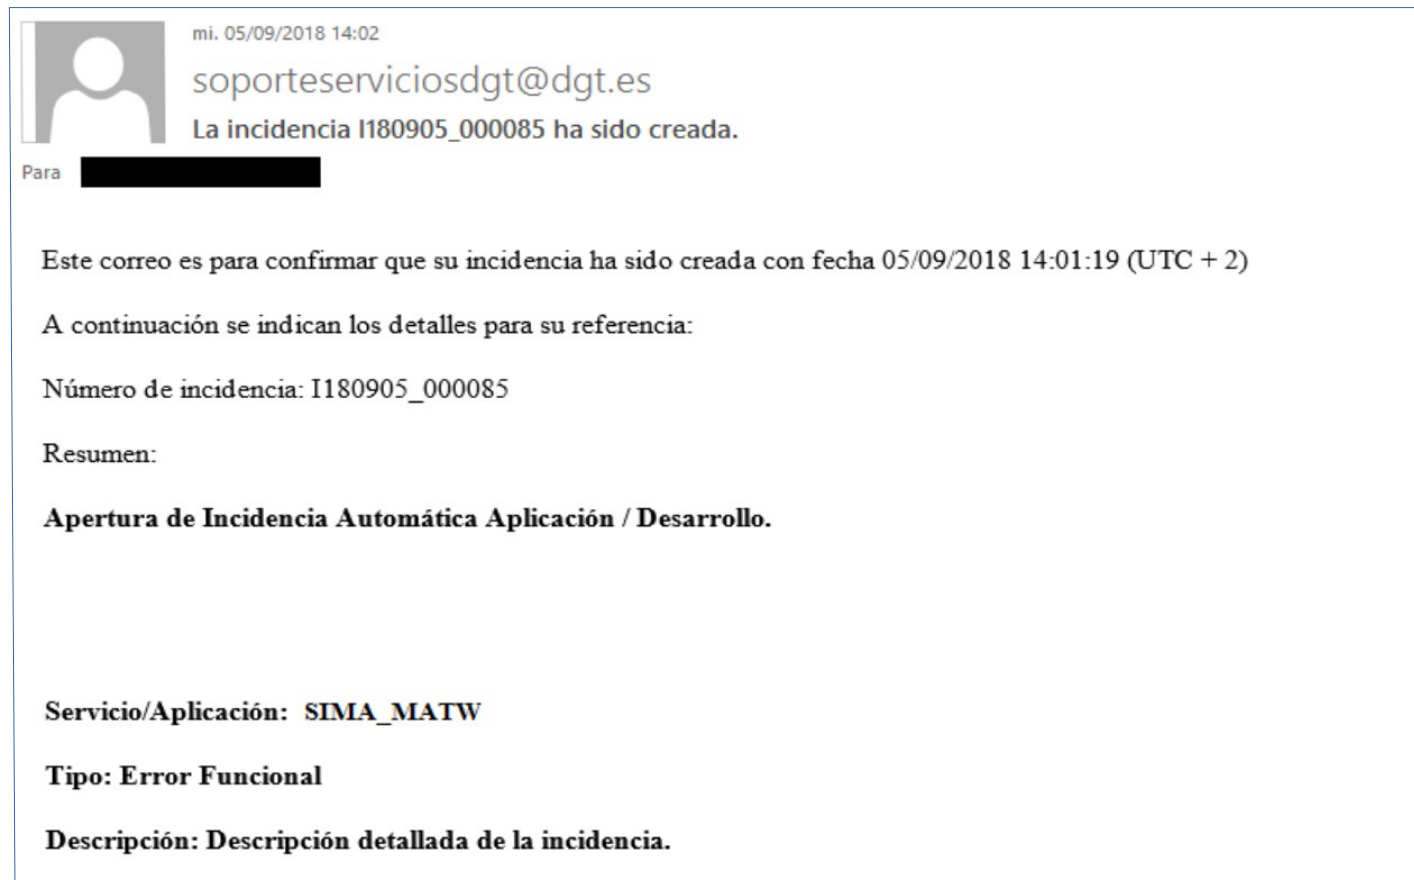 mi. 05/09/2018 14:02
soporteserviciosdgt@dgt.es
La incidencia I180905_000085 ha sido creada.
Para
Este correo es para confirmar que su incidencia ha sido creada con fecha 05/09/2018 14:01:19 (UTC + 2)
A continuación se indican los detalles para su referencia:
Número de incidencia: I180905_000085
Resumen:
Apertura de Incidencia Automática Aplicación / Desarrollo.
Servicio/Aplicación: SIMA_MATW
Tipo: Error Funcional
Descripción: Descripción detallada de la incidencia.